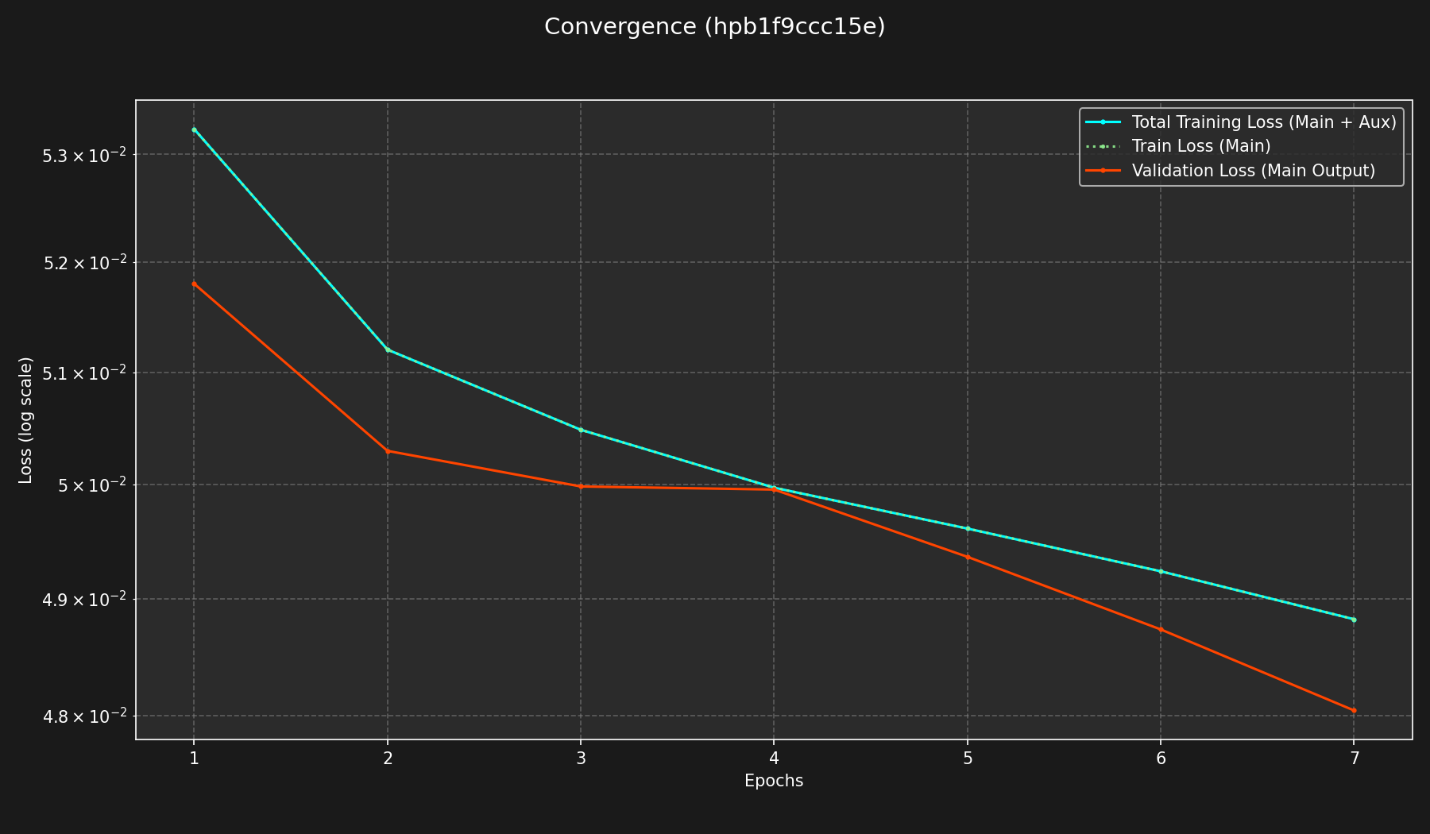 Convergence (hpb1f9ccc15e)
Total Training Loss (Main + Aux)
Train Loss (Main)
Validation Loss (Main Output)
5.3 × 10⁻²
5.2 × 10⁻²
5.1 × 10⁻²
5 × 10⁻²
4.9 × 10⁻²
4.8 × 10⁻²
Loss (log scale)
1 2 3 4 5 6 7
Epochs